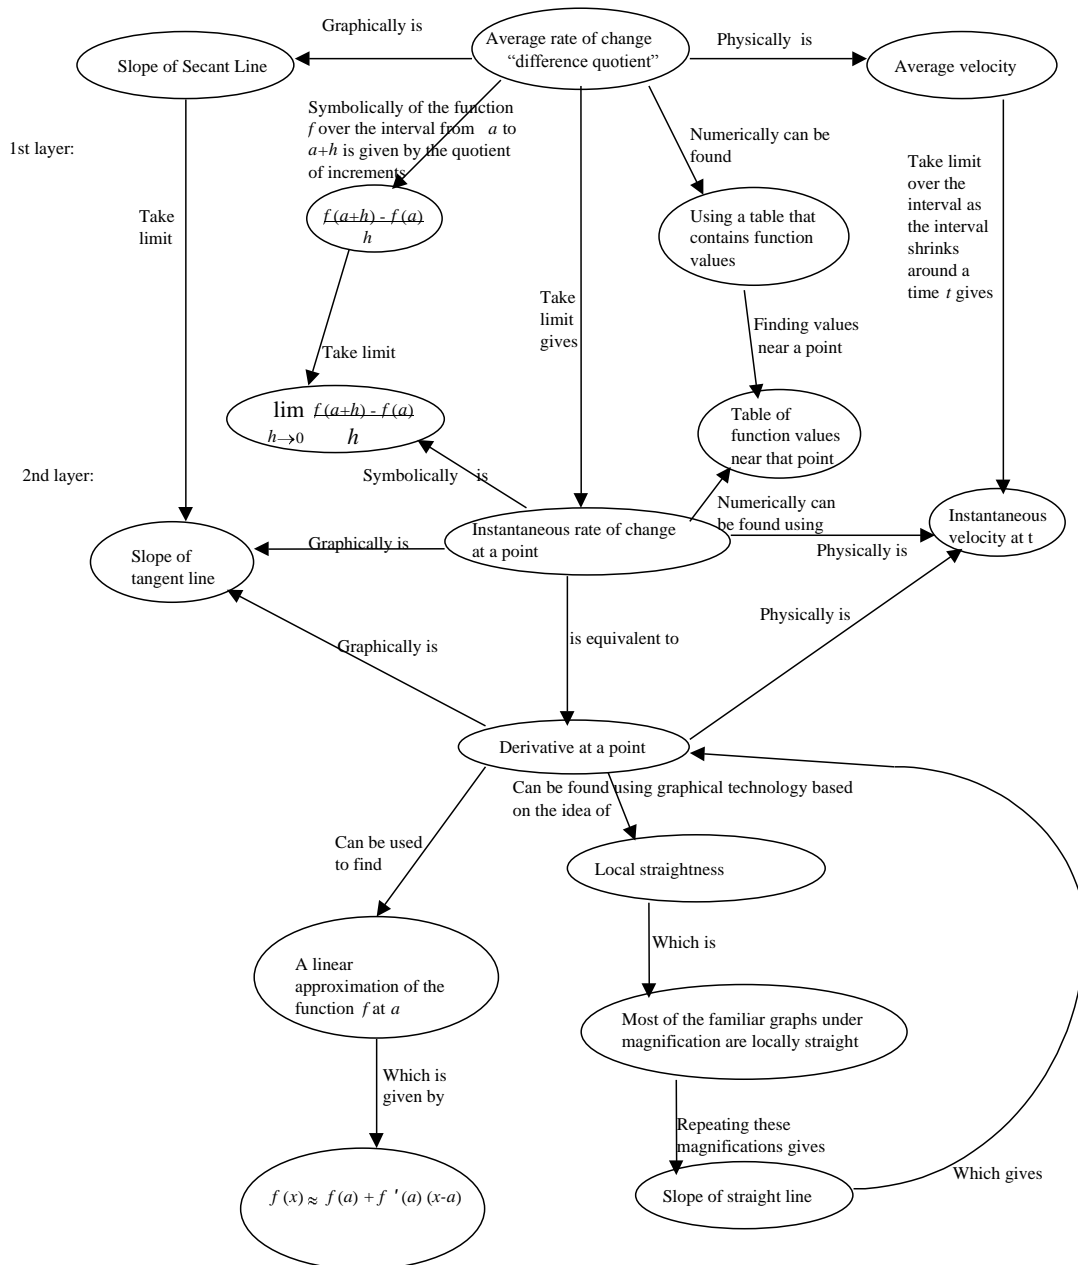 Graphically is
Average rate of change
“difference quotient”
Physically is
Slope of Secant Line
Average velocity
Symbolically of the function
f over the interval from a to
a+h is given by the quotient
of increments
1st layer:
Numerically can be
found
Take limit
over the
interval as
the interval
shrinks
around a
time t gives
Take
limit
f (a+h) - f (a)
h
Using a table that
contains function
values
Take
limit
gives
Finding values
near a point
Take limit
lim f (a+h) - f (a)
h→0 h
Table of
function values
near that point
2nd layer:
Symbolically is
Numerically can
be found using
Instantaneous
velocity at t
Instantaneous rate of change
at a point
Graphically is
Physically is
Slope of
tangent line
Physically is
is equivalent to
Graphically is
Derivative at a point
Can be found using graphical technology based
on the idea of
Can be used
to find
Local straightness
Which is
A linear
approximation of the
function f at a
Most of the familiar graphs under
magnification are locally straight
Which is
given by
Repeating these
magnifications gives
Which gives
f (x) ≈ f (a) + f '(a) (x-a)
Slope of straight line